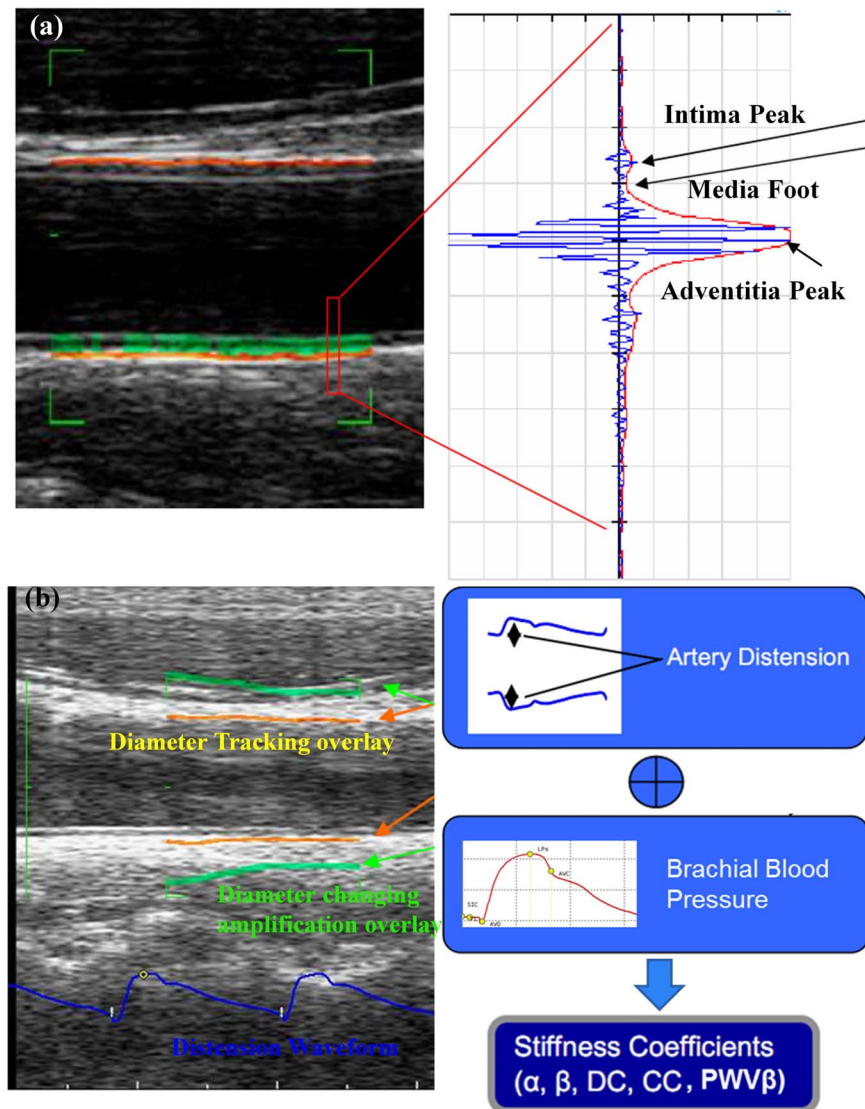 (a)
Intima Peak
Media Foot
Adventitia Peak
(b)
Diameter Tracking overlay
Diameter changing
amplification overlay
Distension Waveform
Artery Distension
LPs
AVC
SIC
AVO
Brachial Blood
Pressure
Stiffness Coefficients
(α, β, DC, CC, PWVβ)